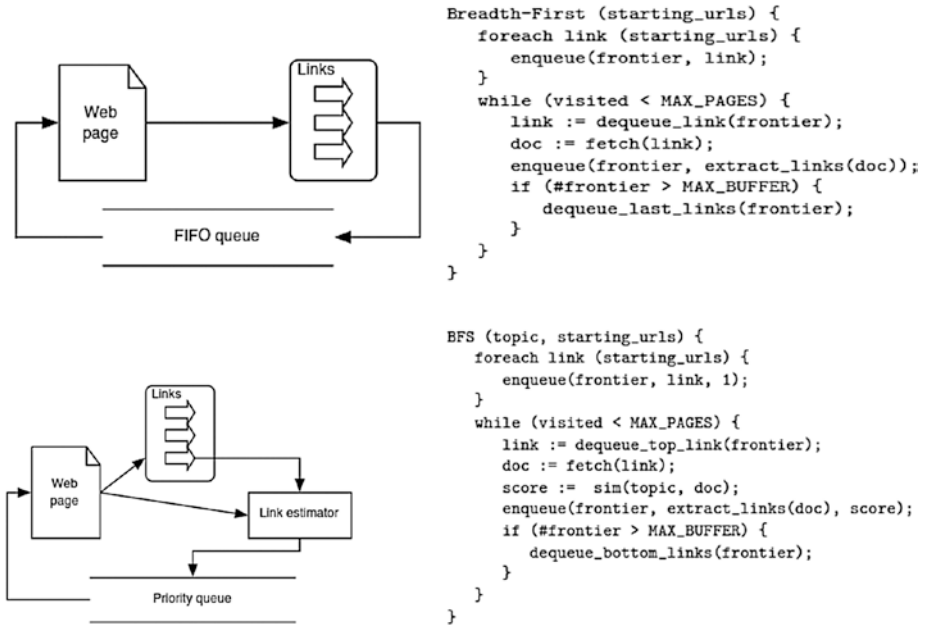 Links
Web
page
FIFO queue
Breadth-First (starting_urls) {
foreach link (starting_urls) {
enqueue(frontier, link);
}
while (visited < MAX_PAGES) {
link := dequeue_link(frontier);
doc := fetch(link);
enqueue(frontier, extract_links(doc));
if (#frontier > MAX_BUFFER) {
dequeue_last_links(frontier);
}
}
}
Links
Web
page
Link estimator
Priority queue
BFS (topic, starting_urls) {
foreach link (starting_urls) {
enqueue(frontier, link, 1);
}
while (visited < MAX_PAGES) {
link := dequeue_top_link(frontier);
doc := fetch(link);
score := sim(topic, doc);
enqueue(frontier, extract_links(doc), score);
if (#frontier > MAX_BUFFER) {
dequeue_bottom_links(frontier);
}
}
}